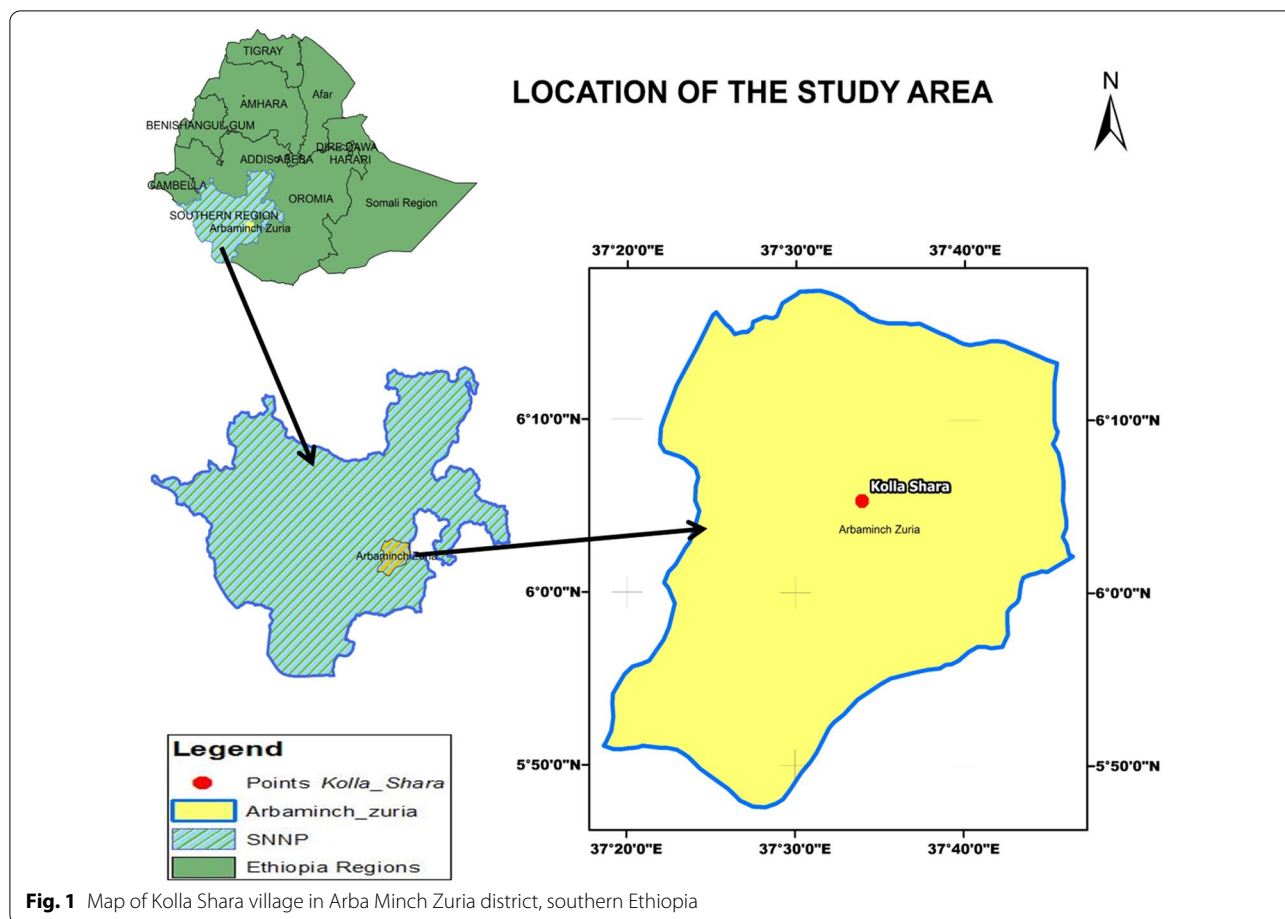 LOCATION OF THE STUDY AREA
N
TIGRAY
Afar
AMHARA
BENISHANGUL GUM
DIRE DAWA
ADDIS ABEBA
HARARI
GAMBELLA
OROMIA
Somali Region
SOUTHERN REGION
Arbaminch Zuria
37°20'0"E 37°30'0"E 37°40'0"E
6°10'0"N 6°10'0"N
Kolla Shara
Arbaminch Zuria
Arbaminch Zuria
6°0'0"N 6°0'0"N
5°50'0"N 5°50'0"N
37°20'0"E 37°30'0"E 37°40'0"E
Legend
Points Kolla_Shara
Arbaminch_zuria
SNNP
Ethiopia Regions
Fig. 1 Map of Kolla Shara village in Arba Minch Zuria district, southern Ethiopia